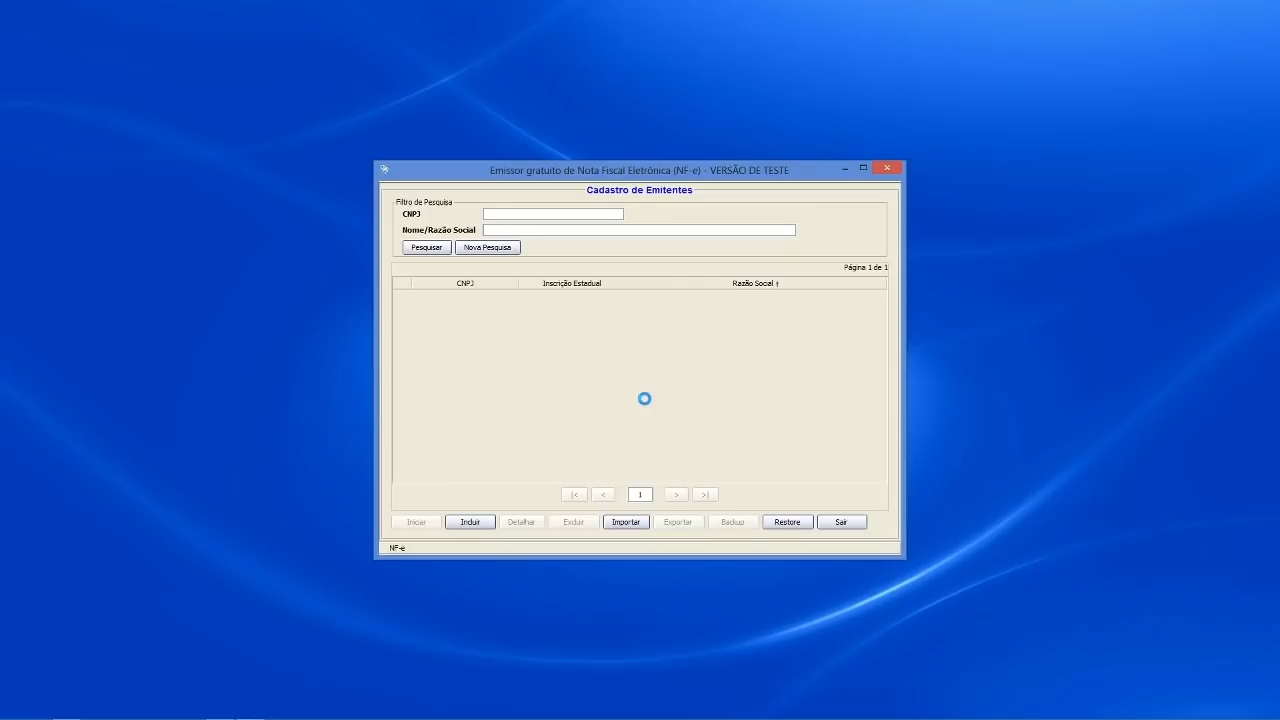 Emissor gratuito de Nota Fiscal Eletrônica (NF-e) - VERSÃO DE TESTE
Cadastro de Emitentes
Filtro de Pesquisa
CNPJ
Nome/Razão Social
Pesquisar Nova Pesquisa
Página 1 de 1
CNPJ Inscrição Estadual Razão Social ↑
|< < 1 > >|
Iniciar Incluir Detalhar Excluir Importar Exportar Backup Restore Sair
NF-e